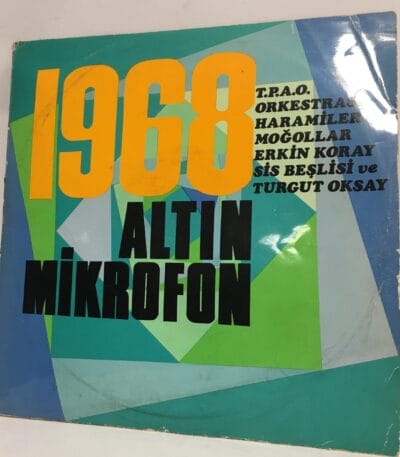 1968
T.P.A.O.
ORKESTRASI
HARAMİLER
MOĞOLLAR
ERKİN KORAY
SİS BEŞLİSİ ve
TURGUT OKSAY
ALTIN
MİKROFON